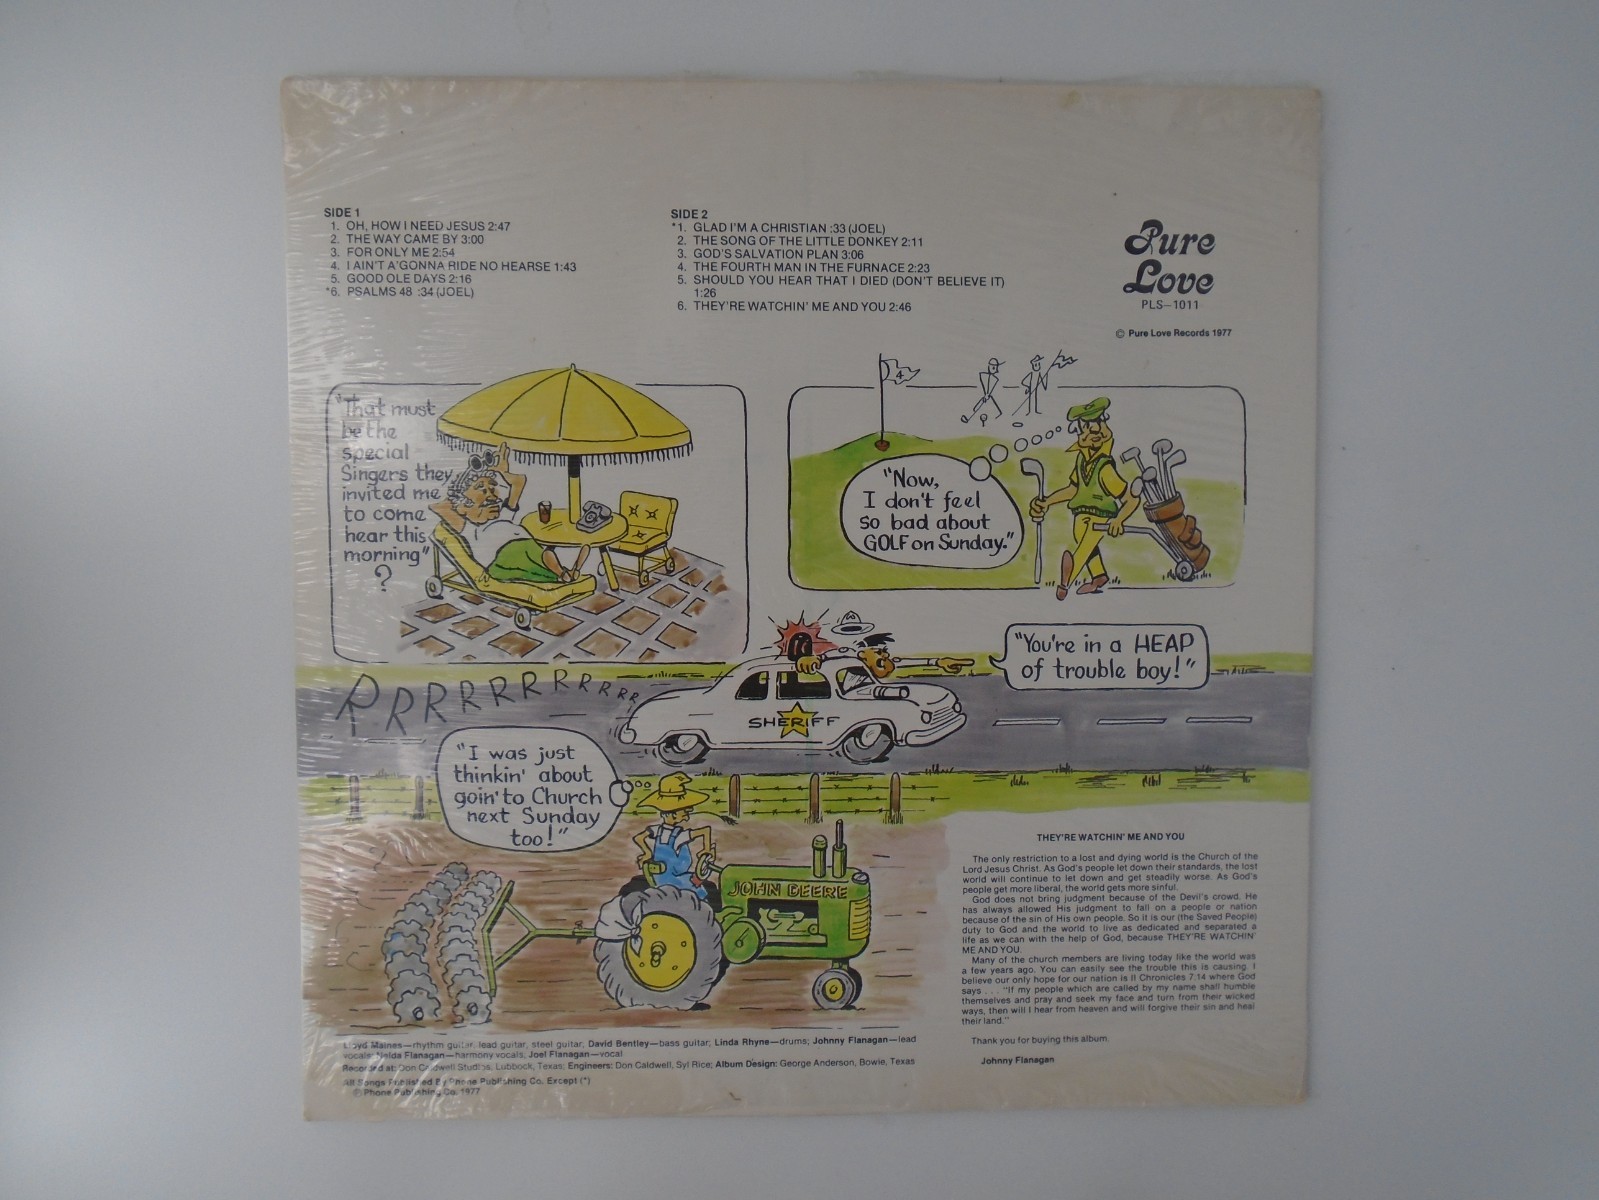 SIDE 1
1. OH, HOW I NEED JESUS 2:47
2. THE WAY CAME BY 3:00
3. FOR ONLY ME 2:54
4. I AIN'T A'GONNA RIDE NO HEARSE 1:43
5. GOOD OLE DAYS 2:16
*6. PSALMS 48 :34 (JOEL)
SIDE 2
*1. GLAD I'M A CHRISTIAN :33 (JOEL)
2. THE SONG OF THE LITTLE DONKEY 2:11
3. GOD'S SALVATION PLAN 3:06
4. THE FOURTH MAN IN THE FURNACE 2:23
5. SHOULD YOU HEAR THAT I DIED (DON'T BELIEVE IT)
1:26
6. THEY'RE WATCHIN' ME AND YOU 2:46
Pure
Love
PLS-1011
© Pure Love Records 1977
"That must
be the
special
Singers they
invited me
to come
hear this
morning"
?
4
"Now,
I don't feel
so bad about
GOLF on Sunday."
"You're in a HEAP
of trouble boy!"
RRRRRRRRRRRR
SHERIFF
"I was just
thinkin' about
goin' to Church
next Sunday
too!"
JOHN DEERE
THEY'RE WATCHIN' ME AND YOU
The only restriction to a lost and dying world is the Church of the
Lord Jesus Christ. As God's people let down their standards, the lost
world will continue to let down and get steadily worse. As God's
people get more liberal, the world gets more sinful.
God does not bring judgment because of the Devil's crowd. He
has always allowed His judgment to fall on a people or nation
because of the sin of His own people. So it is our (the Saved People)
duty to God and the world to live as dedicated and separated a
life as we can with the help of God, because THEY'RE WATCHIN'
ME AND YOU.
Many of the church members are living today like the world was
a few years ago. You can easily see the trouble this is causing. I
believe our only hope for our nation is II Chronicles 7:14 where God
says . . . "If my people which are called by my name shall humble
themselves and pray and seek my face and turn from their wicked
ways, then will I hear from heaven and will forgive their sin and heal
their land."
Thank you for buying this album,
Johnny Flanagan
Lloyd Maines—rhythm guitar, lead guitar, steel guitar; David Bentley—bass guitar; Linda Rhyne—drums; Johnny Flanagan—lead
vocals; Nelda Flanagan—harmony vocals, Joel Flanagan—vocal
Recorded at: Don Caldwell Studios, Lubbock, Texas; Engineers: Don Caldwell, Syl Rice; Album Design: George Anderson, Bowie, Texas
All Songs Published By Phone Publishing Co. Except (*)
℗ Phone Publishing Co. 1977